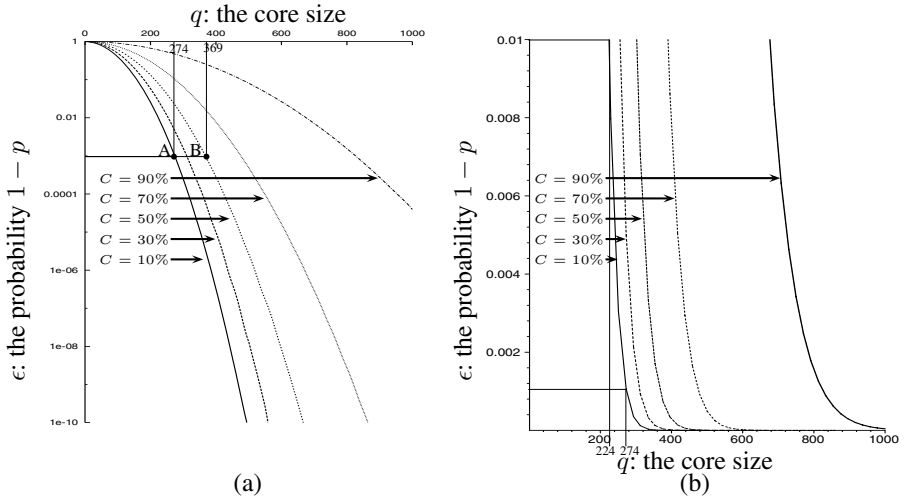 q: the core size
0 200 400 600 800 1000
274 369
1
0.01
0.0001
1e-06
1e-08
1e-10
ϵ: the probability 1 − p
A B
C = 90%
C = 70%
C = 50%
C = 30%
C = 10%
(a)
0.01
0.008
0.006
0.004
0.002
ϵ: the probability 1 − p
C = 90%
C = 70%
C = 50%
C = 30%
C = 10%
200 400 600 800 1000
224 274
q: the core size
(b)